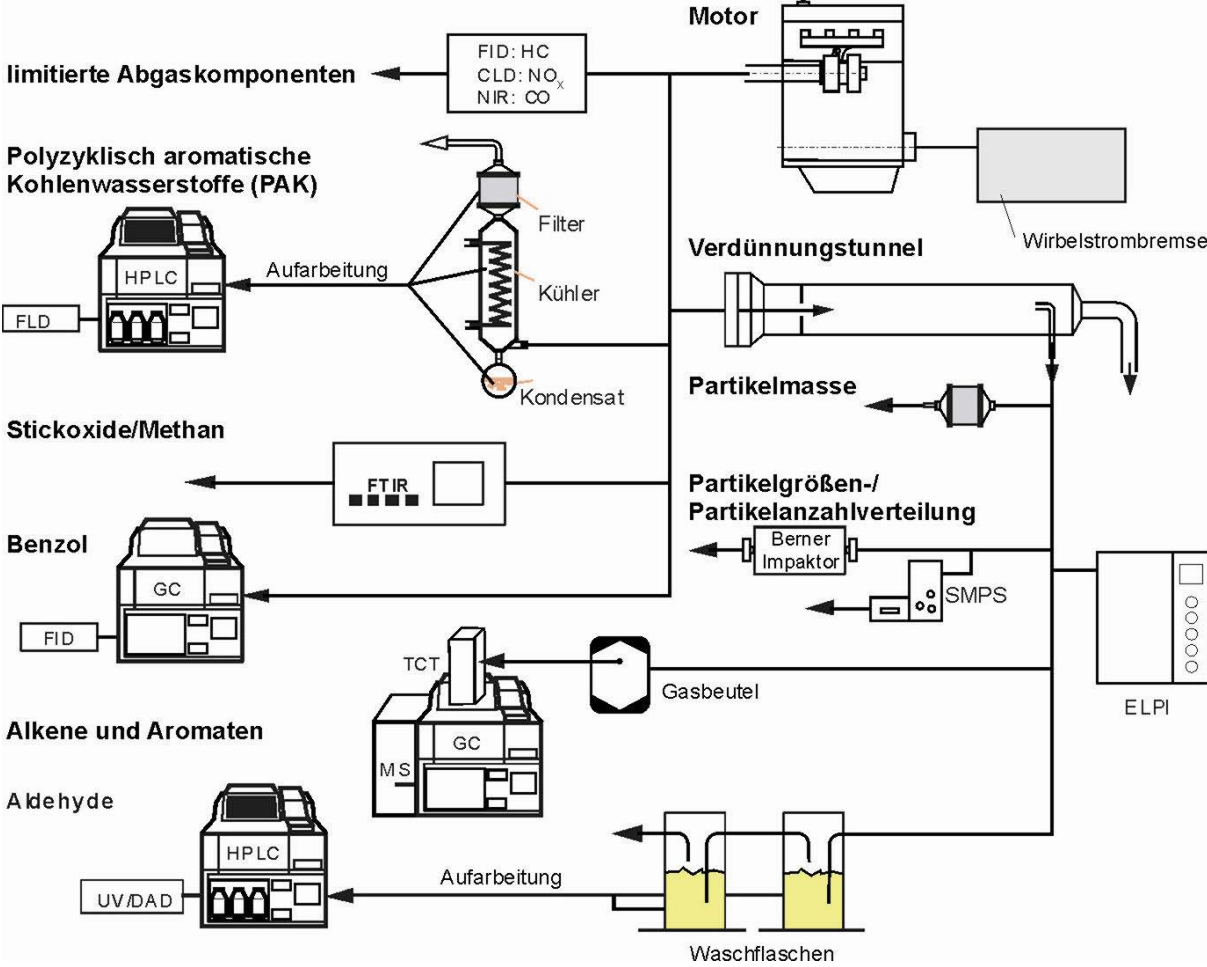 Motor
FID: HC
CLD: NOx
NIR: CO
limitierte Abgaskomponenten
Polyzyklisch aromatische
Kohlenwasserstoffe (PAK)
Filter
Wirbelstrombremse
Verdünnungstunnel
HPLC
Aufarbeitung
Kühler
FLD
Partikelmasse
Kondensat
Stickoxide/Methan
FTIR
Partikelgrößen-/
Partikelanzahlverteilung
Benzol
Berner
Impaktor
GC
SMPS
FID
TCT
Gasbeutel
ELPI
Alkene und Aromaten
GC
MS
Aldehyde
HPLC
Aufarbeitung
UV/DAD
Waschflaschen